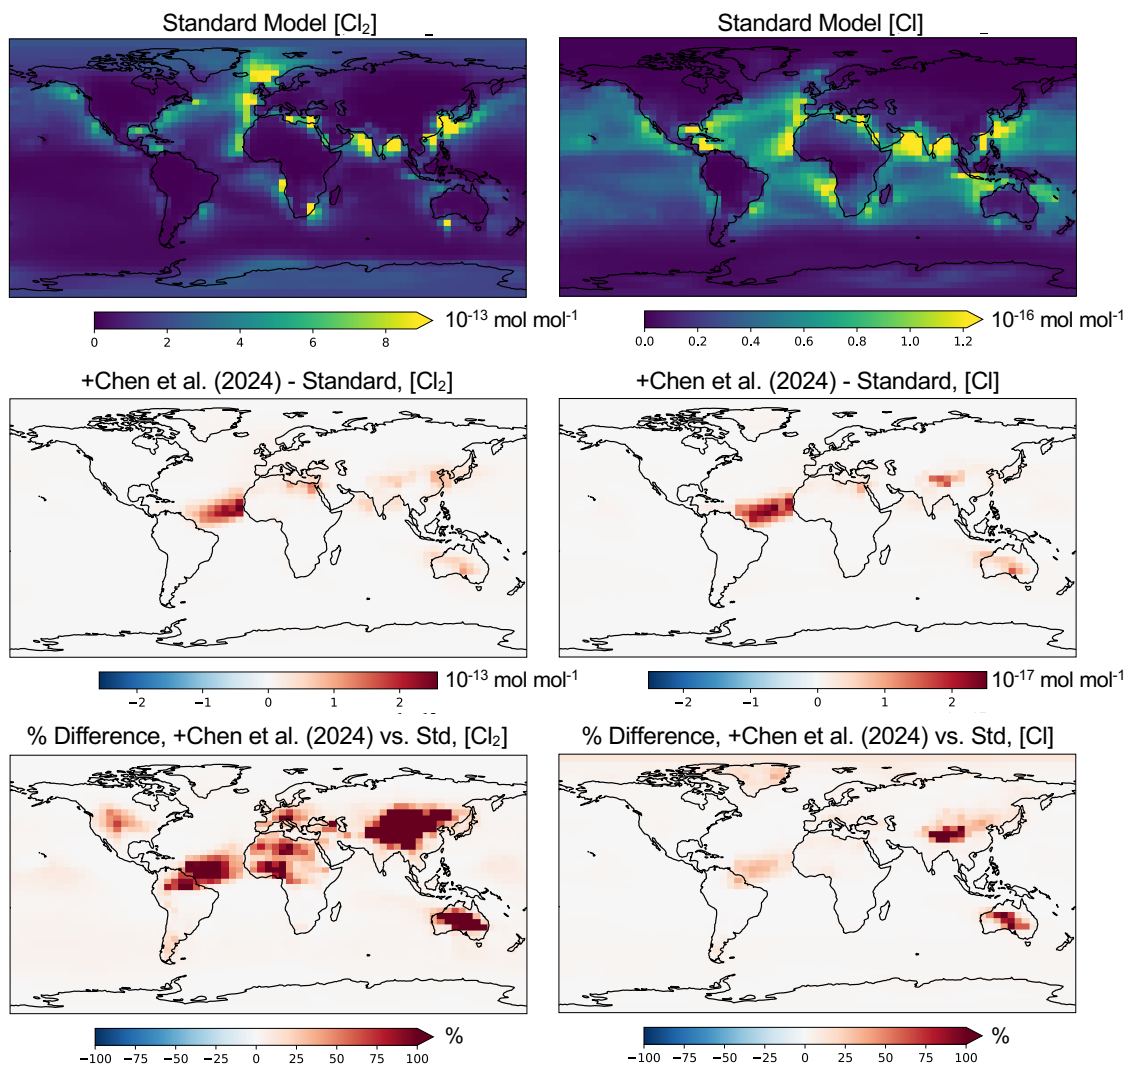 Standard Model [Cl₂]
Standard Model [Cl]
0 2 4 6 8 10⁻¹³ mol mol⁻¹
0.0 0.2 0.4 0.6 0.8 1.0 1.2 10⁻¹⁶ mol mol⁻¹
+Chen et al. (2024) - Standard, [Cl₂]
+Chen et al. (2024) - Standard, [Cl]
−2 −1 0 1 2 10⁻¹³ mol mol⁻¹
−2 −1 0 1 2 10⁻¹⁷ mol mol⁻¹
% Difference, +Chen et al. (2024) vs. Std, [Cl₂]
% Difference, +Chen et al. (2024) vs. Std, [Cl]
−100 −75 −50 −25 0 25 50 75 100 %
−100 −75 −50 −25 0 25 50 75 100 %